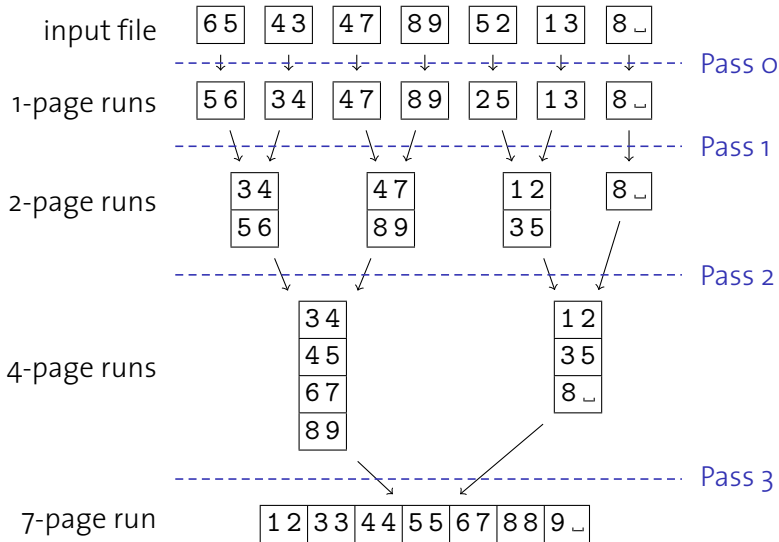 input file 65 43 47 89 52 13 8␣
Pass 0
1-page runs 56 34 47 89 25 13 8␣
Pass 1
2-page runs 34 47 12 8␣
56 89 35
Pass 2
34 12
45 35
4-page runs
67 8␣
89
Pass 3
7-page run 12 33 44 55 67 88 9␣